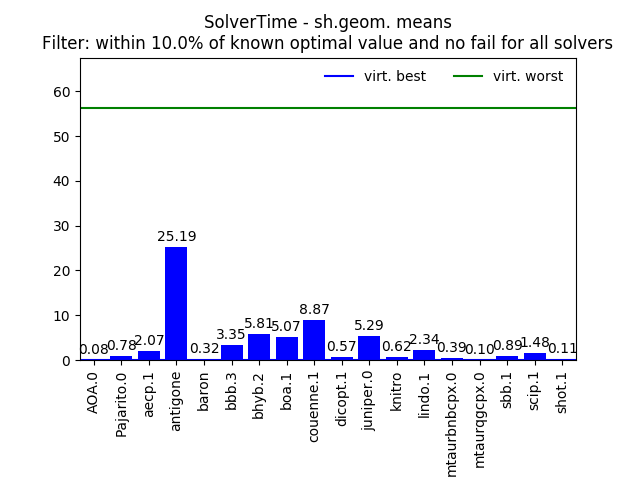 SolverTime - sh.geom. means
Filter: within 10.0% of known optimal value and no fail for all solvers
virt. best
virt. worst
60
50
40
30
20
10
0
0.08
0.78
2.07
25.19
0.32
3.35
5.81
5.07
8.87
0.57
5.29
0.62
2.34
0.39
0.10
0.89
1.48
0.11
AOA.0
Pajarito.0
aecp.1
antigone
baron
bbb.3
bhyb.2
boa.1
couenne.1
dicopt.1
juniper.0
knitro
lindo.1
mtaurbnbcpx.0
mtaurqgcpx.0
sbb.1
scip.1
shot.1